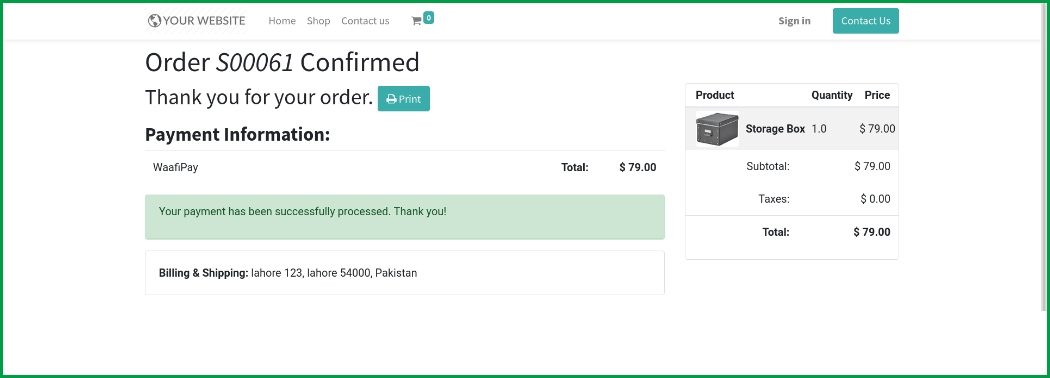 YOUR WEBSITE Home Shop Contact us 0 Sign in Contact Us
Order S00061 Confirmed
Thank you for your order. Print
Payment Information:
WaafiPay Total: $ 79.00
Your payment has been successfully processed. Thank you!
Billing & Shipping: lahore 123, lahore 54000, Pakistan
Product Quantity Price
Storage Box 1.0 $ 79.00
Subtotal: $ 79.00
Taxes: $ 0.00
Total: $ 79.00